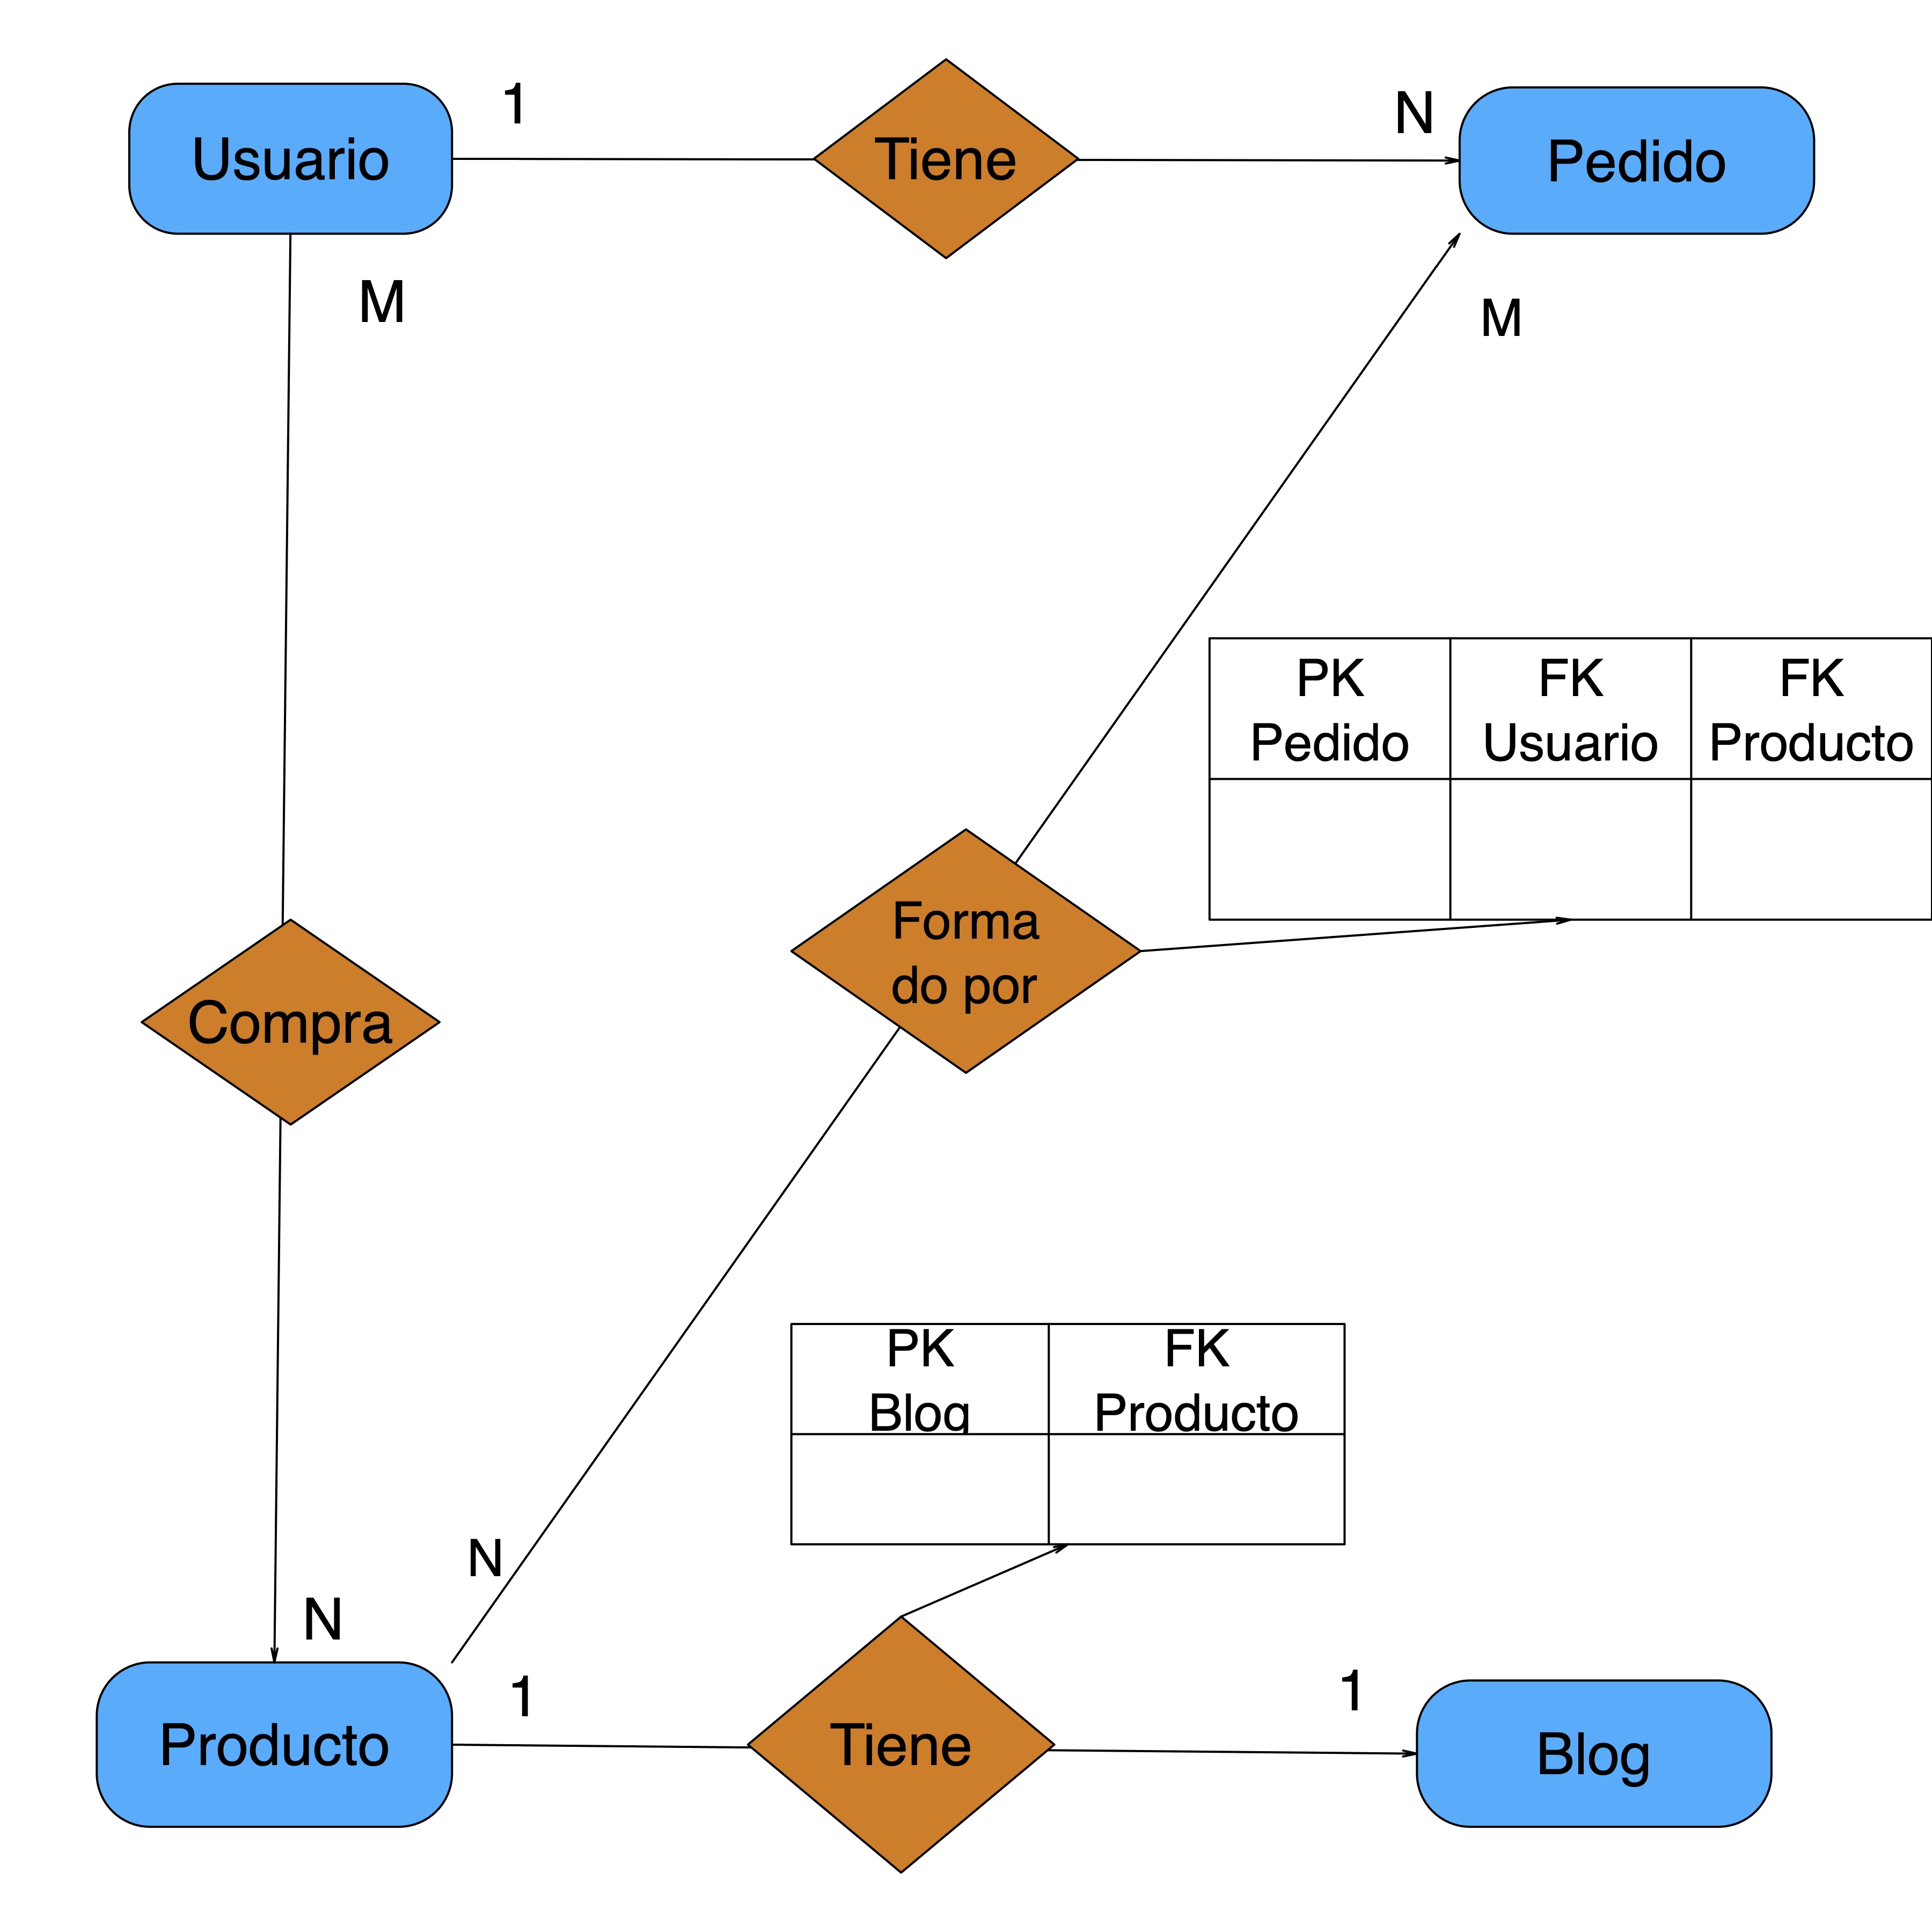 1
N
Usuario
Tiene
Pedido
M
M
PK
Pedido
FK
Usuario
FK
Producto
Forma
do por
Compra
PK
Blog
FK
Producto
N
N
1
1
Producto
Tiene
Blog